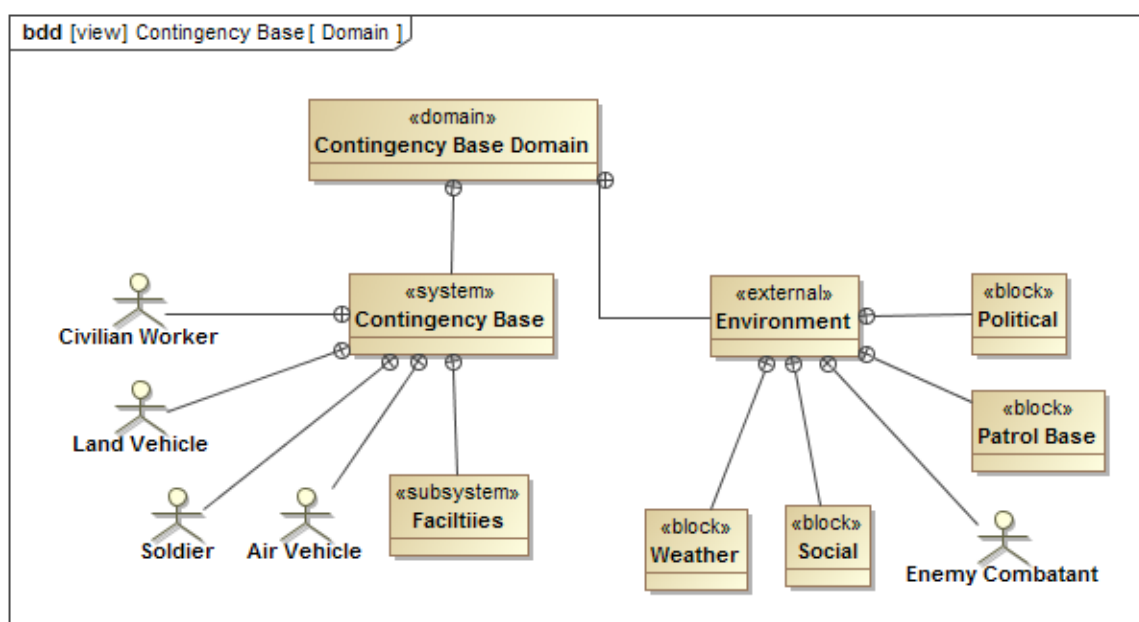 bdd [view] Contingency Base [ Domain ]
«domain»
Contingency Base Domain
«system»
Contingency Base
«external»
Environment
«block»
Political
Civilian Worker
«block»
Patrol Base
Land Vehicle
«subsystem»
Faciltiies
Soldier
Air Vehicle
«block»
Weather
«block»
Social
Enemy Combatant